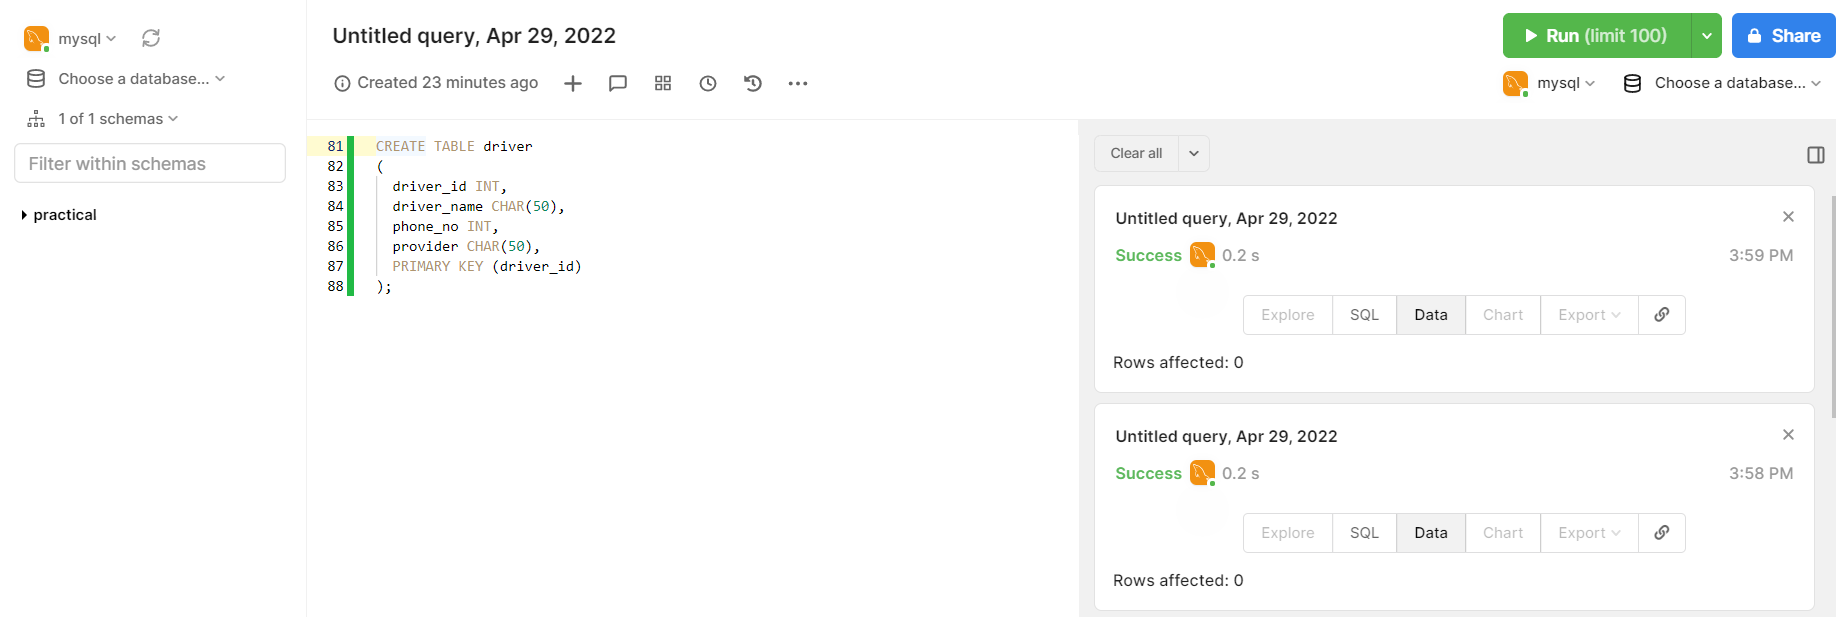 mysql
Choose a database...
1 of 1 schemas
Filter within schemas
practical
Untitled query, Apr 29, 2022
Created 23 minutes ago
Run (limit 100)
Share
mysql
Choose a database...
81 CREATE TABLE driver
82 (
83 driver_id INT,
84 driver_name CHAR(50),
85 phone_no INT,
86 provider CHAR(50),
87 PRIMARY KEY (driver_id)
88 );
Clear all
Untitled query, Apr 29, 2022
Success 0.2 s 3:59 PM
Explore SQL Data Chart Export
Rows affected: 0
Untitled query, Apr 29, 2022
Success 0.2 s 3:58 PM
Explore SQL Data Chart Export
Rows affected: 0